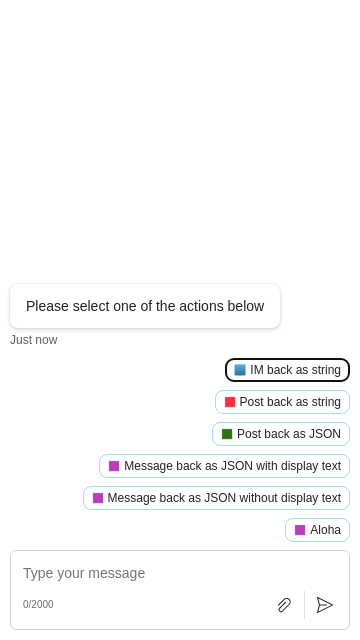 Please select one of the actions below
Just now
IM back as string
Post back as string
Post back as JSON
Message back as JSON with display text
Message back as JSON without display text
Aloha
Type your message
0/2000